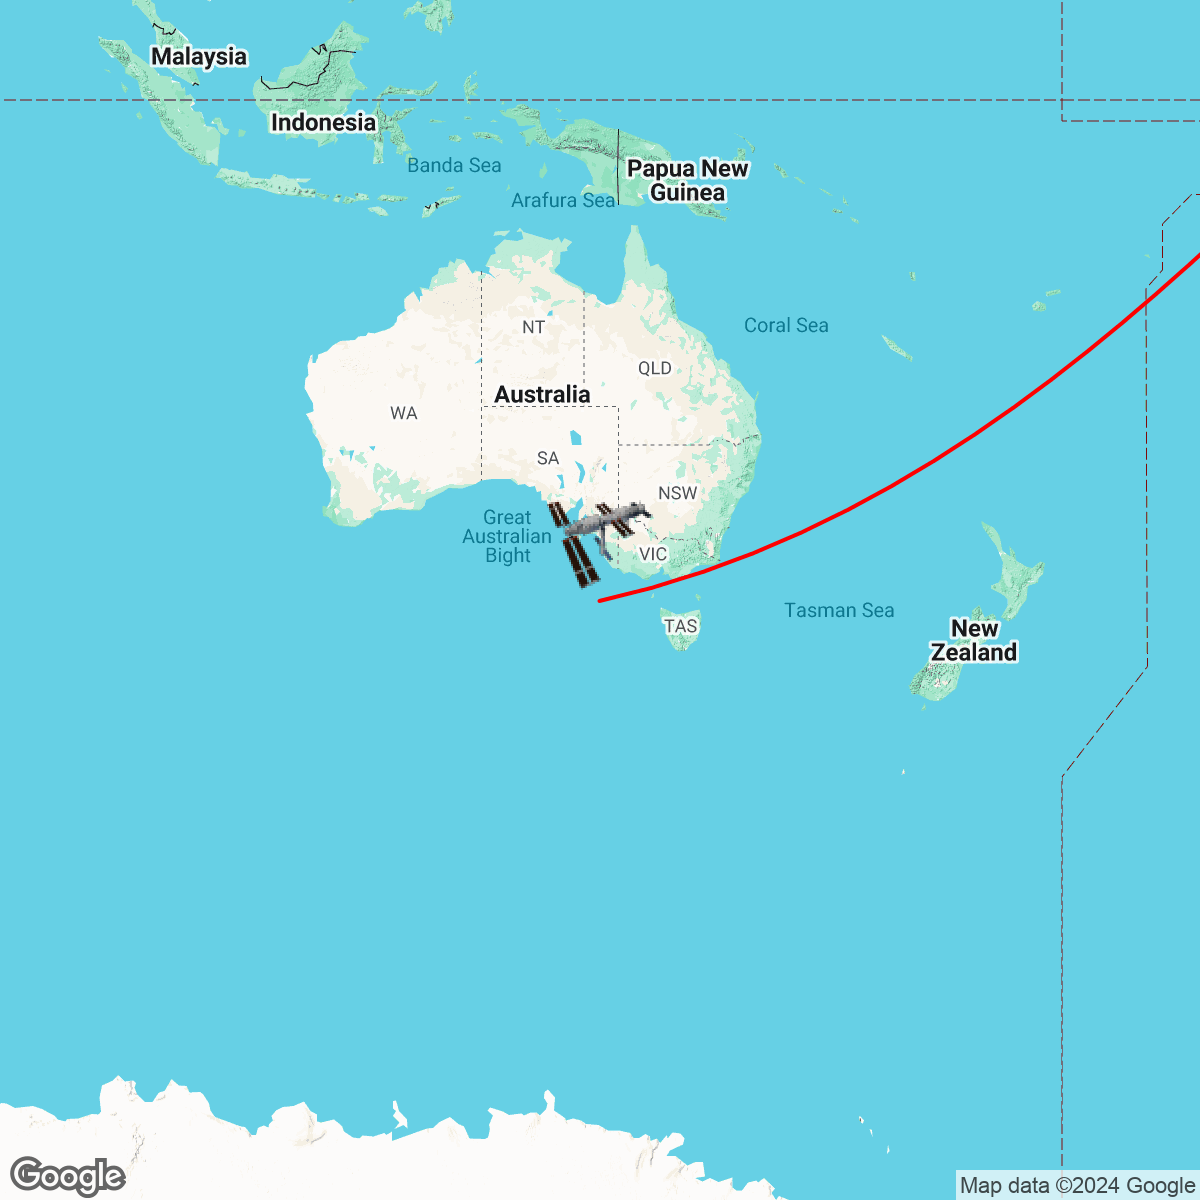 Malaysia
Indonesia
Banda Sea
Papua New
Guinea
Arafura Sea
NT
Coral Sea
QLD
Australia
WA
SA
NSW
Great
Australian
Bight
VIC
Tasman Sea
TAS
New
Zealand
Google
Map data ©2024 Google